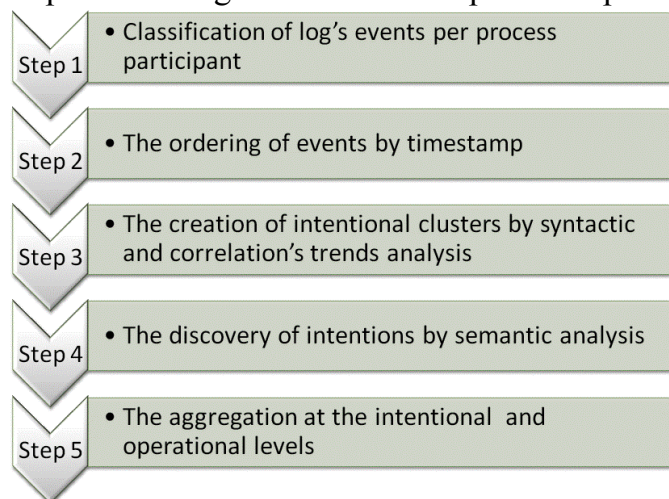 Step 1
• Classification of log's events per process
participant
Step 2
• The ordering of events by timestamp
Step 3
• The creation of intentional clusters by syntactic
and correlation's trends analysis
Step 4
• The discovery of intentions by semantic analysis
Step 5
• The aggregation at the intentional and
operational levels